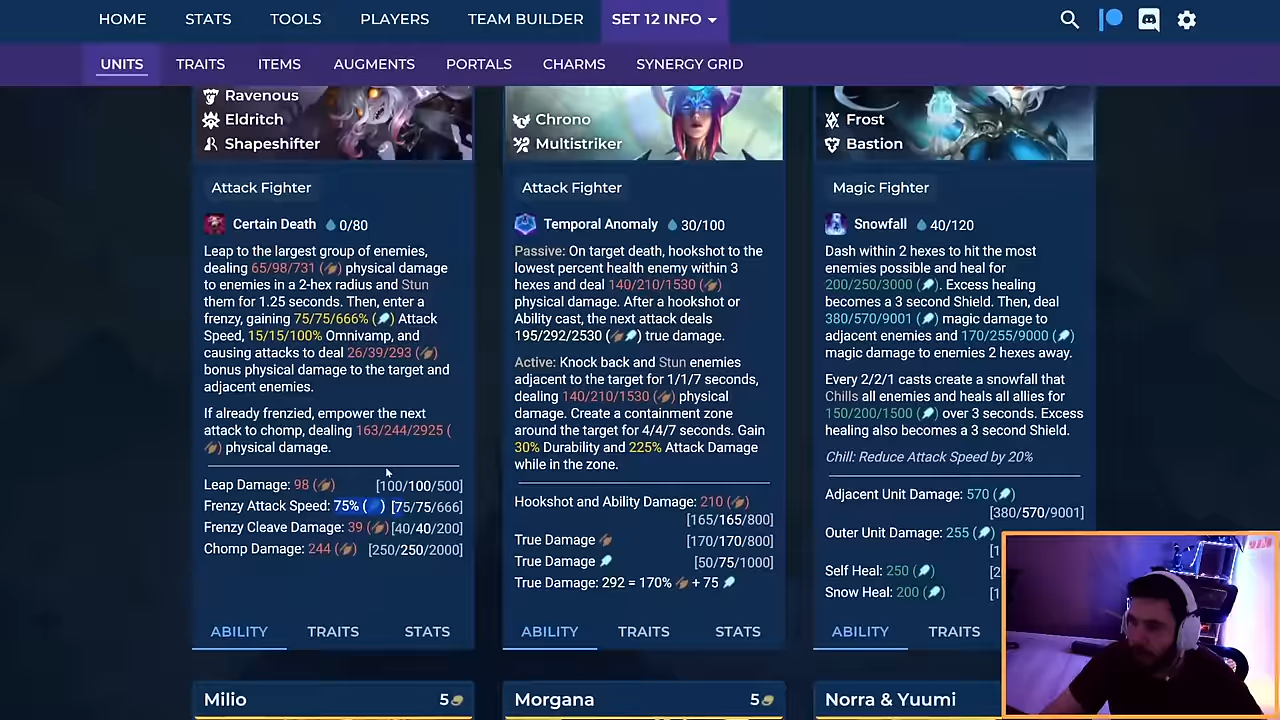 HOME STATS TOOLS PLAYERS TEAM BUILDER SET 12 INFO
UNITS TRAITS ITEMS AUGMENTS PORTALS CHARMS SYNERGY GRID
Ravenous
Eldritch
Shapeshifter
Attack Fighter
Certain Death 0/80
Leap to the largest group of enemies,
dealing 65/98/731 ( ) physical damage
to enemies in a 2-hex radius and Stun
them for 1.25 seconds. Then, enter a
frenzy, gaining 75/75/666% ( ) Attack
Speed, 15/15/100% Omnivamp, and
causing attacks to deal 26/39/293 ( )
bonus physical damage to the target and
adjacent enemies.
If already frenzied, empower the next
attack to chomp, dealing 163/244/2925 (
) physical damage.
Leap Damage: 98 ( ) [100/100/500]
Frenzy Attack Speed: 75% ( ) [75/75/666]
Frenzy Cleave Damage: 39 ( ) [40/40/200]
Chomp Damage: 244 ( ) [250/250/2000]
ABILITY TRAITS STATS
Chrono
Multistriker
Attack Fighter
Temporal Anomaly 30/100
Passive: On target death, hookshot to the
lowest percent health enemy within 3
hexes and deal 140/210/1530 ( )
physical damage. After a hookshot or
Ability cast, the next attack deals
195/292/2530 ( ) true damage.
Active: Knock back and Stun enemies
adjacent to the target for 1/1/7 seconds,
dealing 140/210/1530 ( ) physical
damage. Create a containment zone
around the target for 4/4/7 seconds. Gain
30% Durability and 225% Attack Damage
while in the zone.
Hookshot and Ability Damage: 210 ( )
[165/165/800]
True Damage [170/170/800]
True Damage [50/75/1000]
True Damage: 292 = 170% + 75
ABILITY TRAITS STATS
Frost
Bastion
Magic Fighter
Snowfall 40/120
Dash within 2 hexes to hit the most
enemies possible and heal for
200/250/3000 ( ). Excess healing
becomes a 3 second Shield. Then, deal
380/570/9001 ( ) magic damage to
adjacent enemies and 170/255/9000 ( )
magic damage to enemies 2 hexes away.
Every 2/2/1 casts create a snowfall that
Chills all enemies and heals all allies for
150/200/1500 ( ) over 3 seconds. Excess
healing also becomes a 3 second Shield.
Chill: Reduce Attack Speed by 20%
Adjacent Unit Damage: 570 ( )
[380/570/9001]
Outer Unit Damage: 255 ( )
[1
Self Heal: 250 ( ) [2
Snow Heal: 200 ( ) [1
ABILITY TRAITS
Milio 5
Morgana 5
Norra & Yuumi